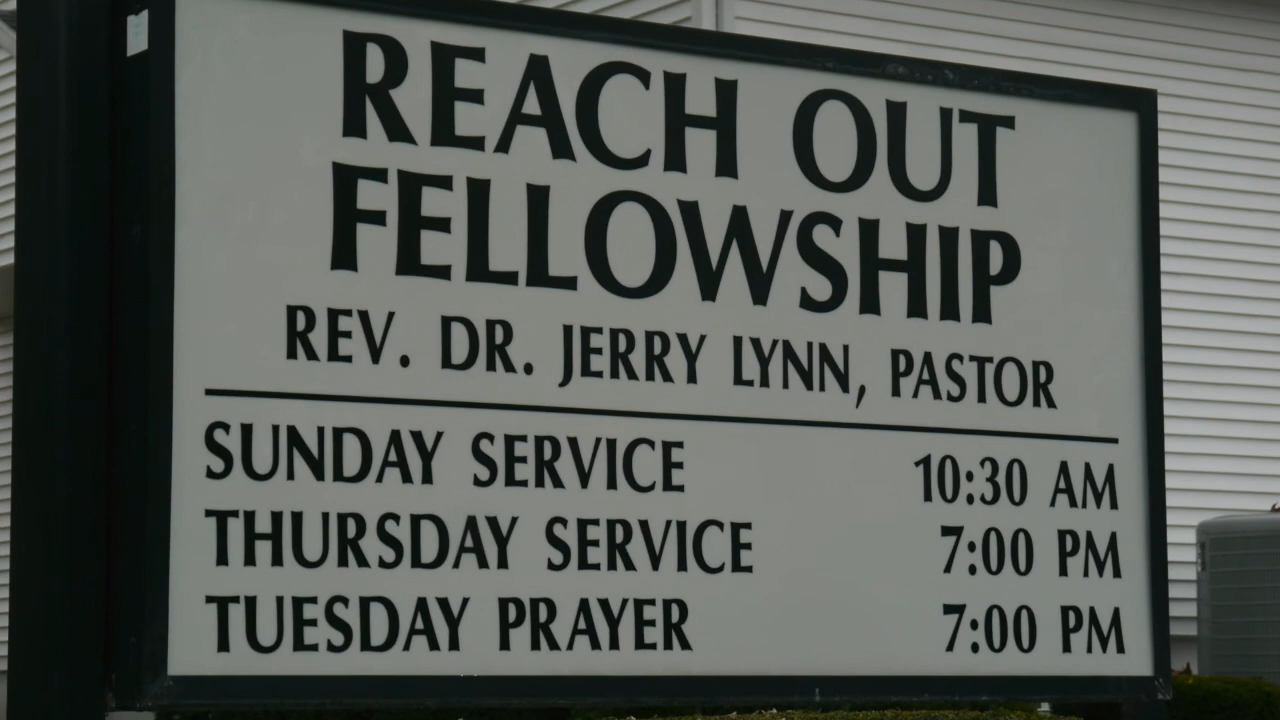 REACH OUT
FELLOWSHIP
REV. DR. JERRY LYNN, PASTOR
SUNDAY SERVICE 10:30 AM
THURSDAY SERVICE 7:00 PM
TUESDAY PRAYER 7:00 PM